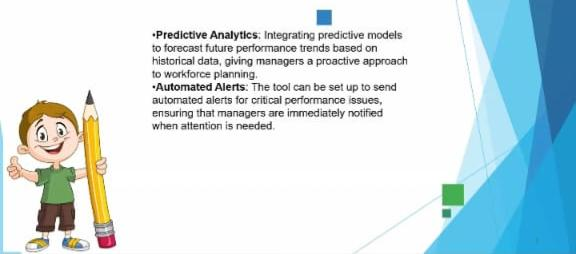 •Predictive Analytics: Integrating predictive models
to forecast future performance trends based on
historical data, giving managers a proactive approach
to workforce planning.
•Automated Alerts: The tool can be set up to send
automated alerts for critical performance issues,
ensuring that managers are immediately notified
when attention is needed.